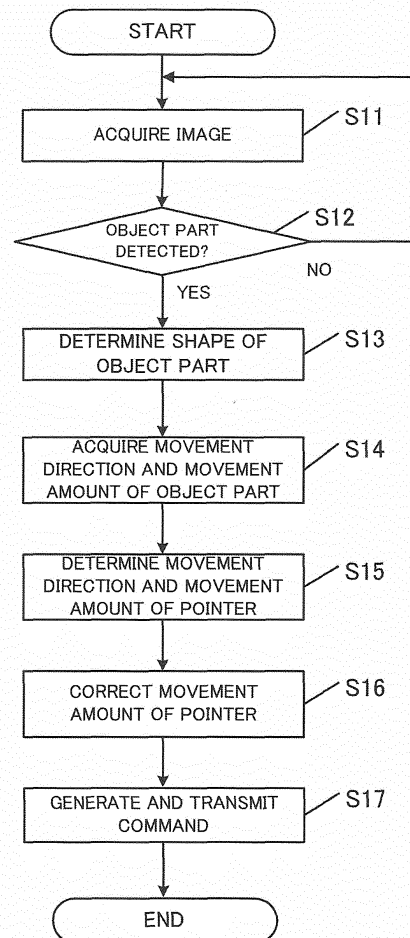 START
ACQUIRE IMAGE
S11
OBJECT PART
DETECTED?
S12
NO
YES
DETERMINE SHAPE OF
OBJECT PART
S13
ACQUIRE MOVEMENT
DIRECTION AND MOVEMENT
AMOUNT OF OBJECT PART
S14
DETERMINE MOVEMENT
DIRECTION AND MOVEMENT
AMOUNT OF POINTER
S15
CORRECT MOVEMENT
AMOUNT OF POINTER
S16
GENERATE AND TRANSMIT
COMMAND
S17
END